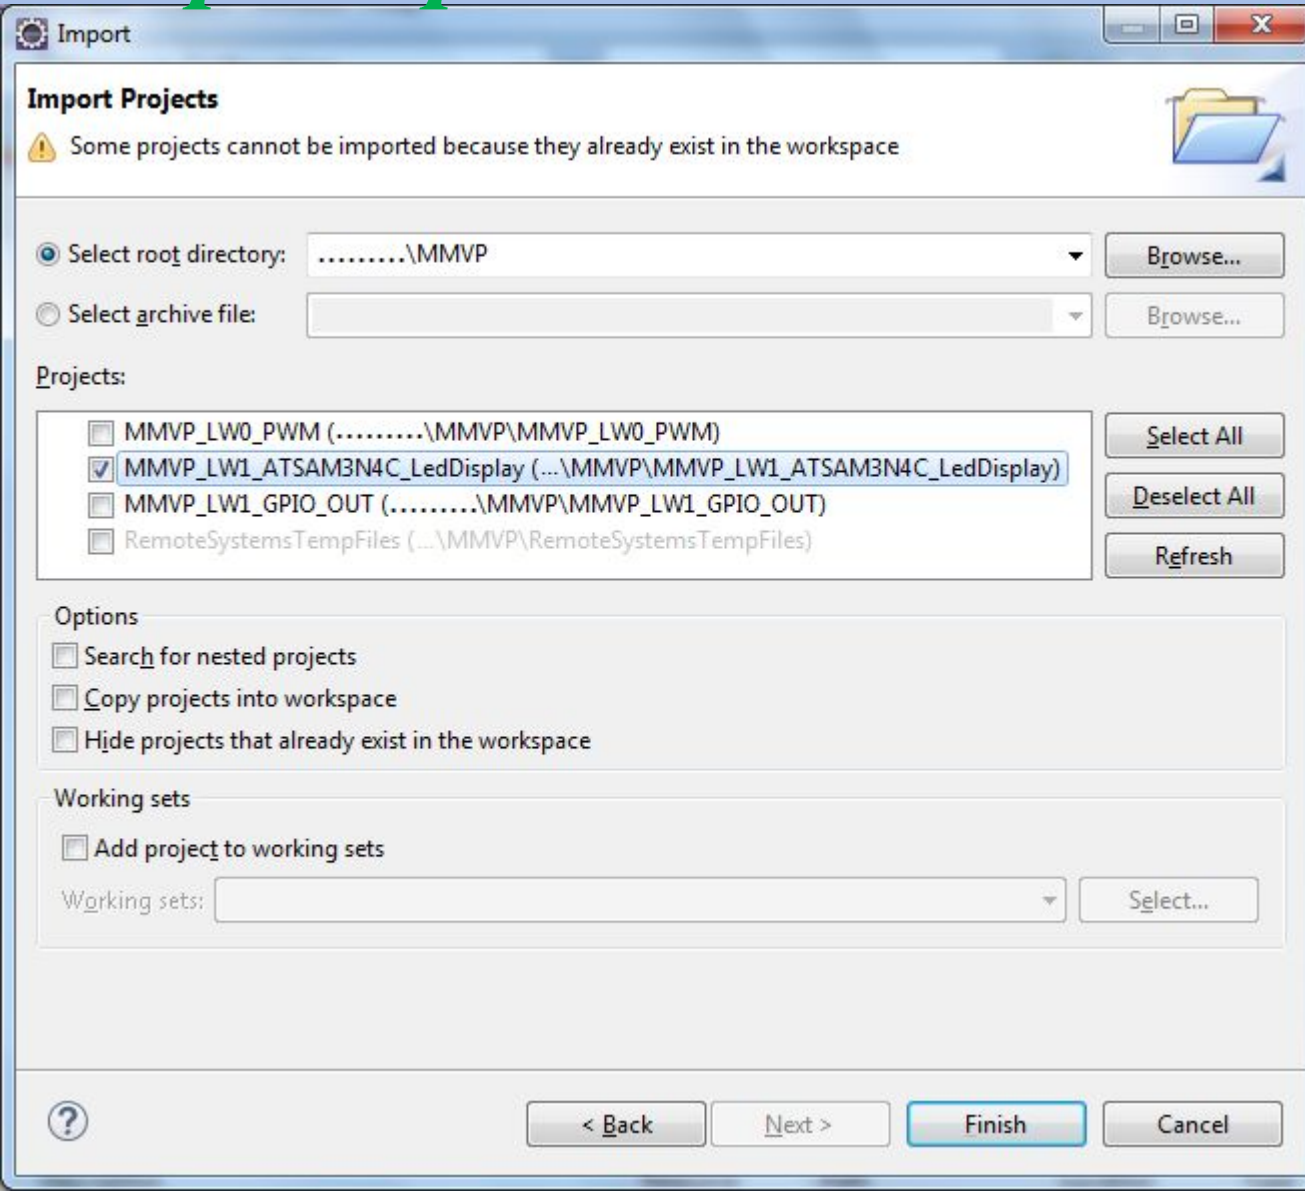 Import
Import Projects
Some projects cannot be imported because they already exist in the workspace
Select root directory: .........\MMVP Browse...
Select archive file: Browse...
Projects:
MMVP_LW0_PWM (.........\MMVP\MMVP_LW0_PWM)
MMVP_LW1_ATSAM3N4C_LedDisplay (...\MMVP\MMVP_LW1_ATSAM3N4C_LedDisplay)
MMVP_LW1_GPIO_OUT (.........\MMVP\MMVP_LW1_GPIO_OUT)
RemoteSystemsTempFiles (...\MMVP\RemoteSystemsTempFiles)
Select All
Deselect All
Refresh
Options
Search for nested projects
Copy projects into workspace
Hide projects that already exist in the workspace
Working sets
Add project to working sets
Working sets: Select...
? < Back Next > Finish Cancel